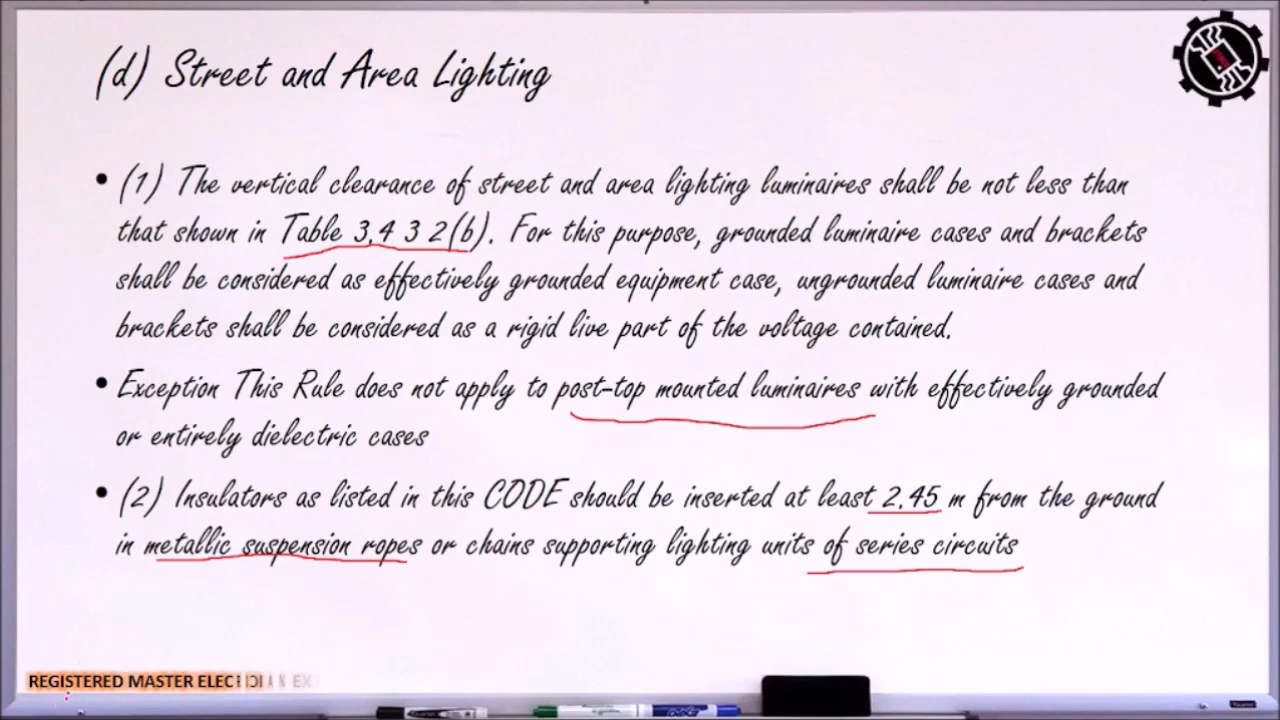 (d) Street and Area Lighting
• (1) The vertical clearance of street and area lighting luminaires shall be not less than
that shown in Table 3.4 3 2(b). For this purpose, grounded luminaire cases and brackets
shall be considered as effectively grounded equipment case, ungrounded luminaire cases and
brackets shall be considered as a rigid live part of the voltage contained.
• Exception This Rule does not apply to post-top mounted luminaires with effectively grounded
or entirely dielectric cases
• (2) Insulators as listed in this CODE should be inserted at least 2.45 m from the ground
in metallic suspension ropes or chains supporting lighting units of series circuits
REGISTERED MASTER ELECTRICIAN EX